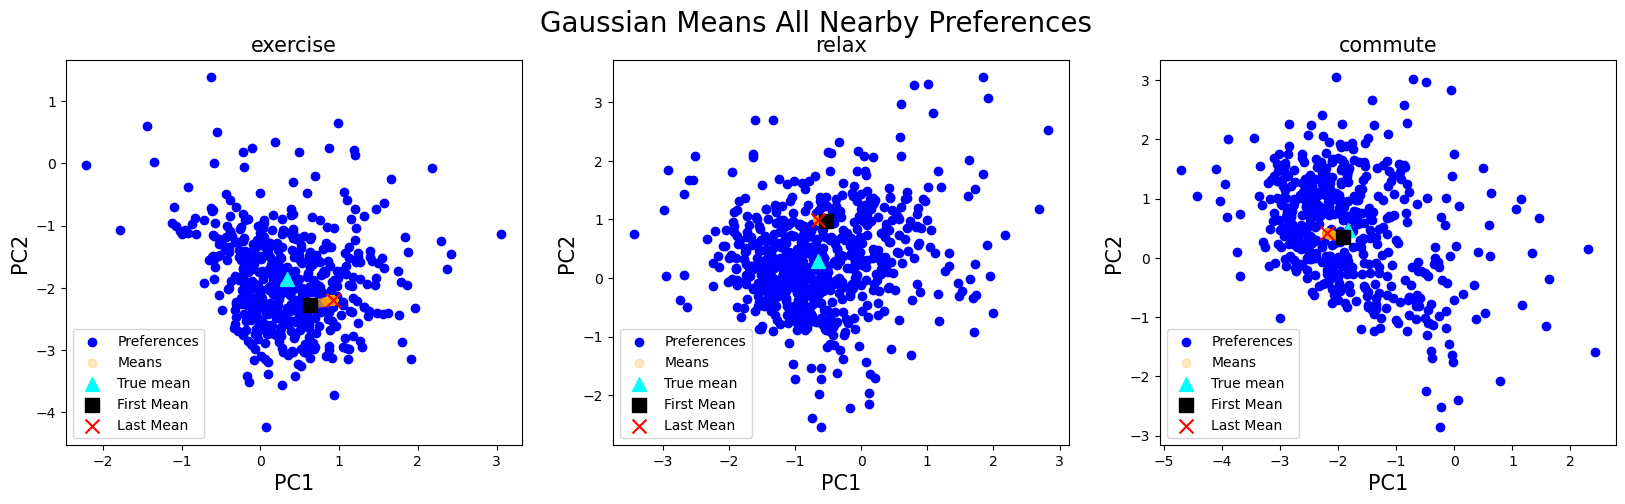 Gaussian Means All Nearby Preferences
exercise
PC2
1
0
−1
−2
−3
−4
Preferences
Means
True mean
First Mean
Last Mean
−2
−1
0
1
2
3
PC1
relax
PC2
3
2
1
0
−1
−2
Preferences
Means
True mean
First Mean
Last Mean
−3
−2
−1
0
1
2
3
PC1
commute
PC2
3
2
1
0
−1
−2
−3
Preferences
Means
True mean
First Mean
Last Mean
−5
−4
−3
−2
−1
0
1
2
PC1